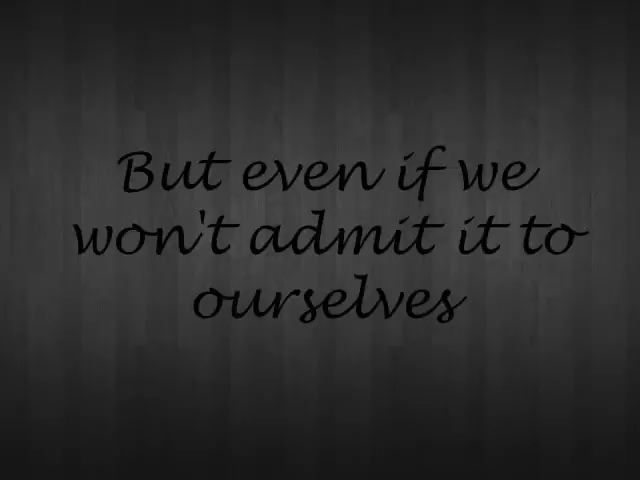 But even if we
won't admit it to
ourselves